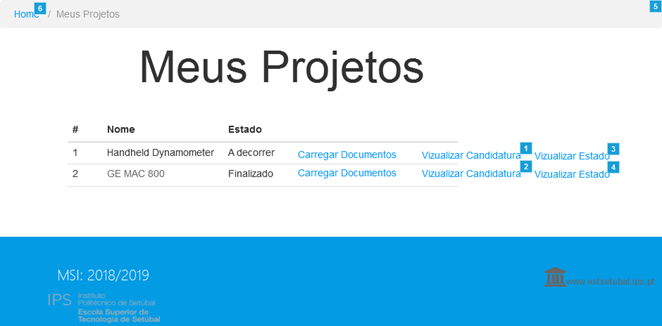 Home / Meus Projetos
6
5
Meus Projetos
# Nome Estado
1 Handheld Dynamometer A decorrer Carregar Documentos Vizualizar Candidatura 1 Vizualizar Estado 3
2 GE MAC 800 Finalizado Carregar Documentos Vizualizar Candidatura 2 Vizualizar Estado 4
MSI: 2018/2019
www.estsetubal.ips.pt
IPS Instituto
Politécnico de Setúbal
Escola Superior de
Tecnologia de Setúbal